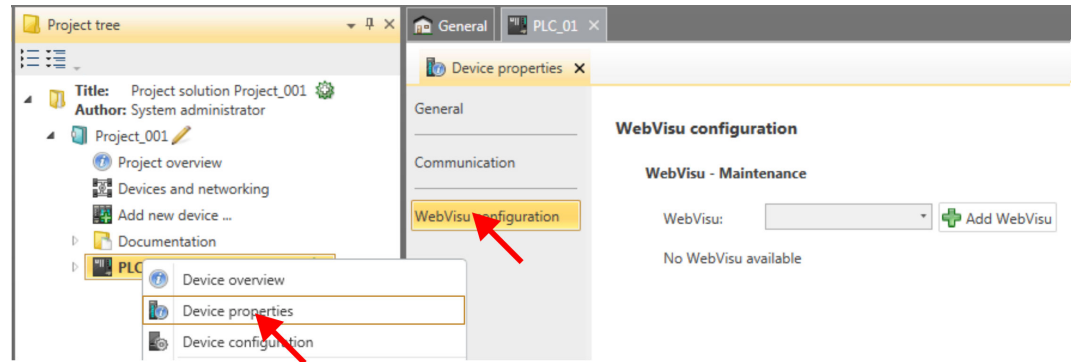 Project tree
Title: Project solution Project_001
Author: System administrator
Project_001
Project overview
Devices and networking
Add new device ...
Documentation
PLC
Device overview
Device properties
Device configuration
General
PLC_01
Device properties
General
Communication
WebVisu configuration
WebVisu configuration
WebVisu - Maintenance
WebVisu:
Add WebVisu
No WebVisu available